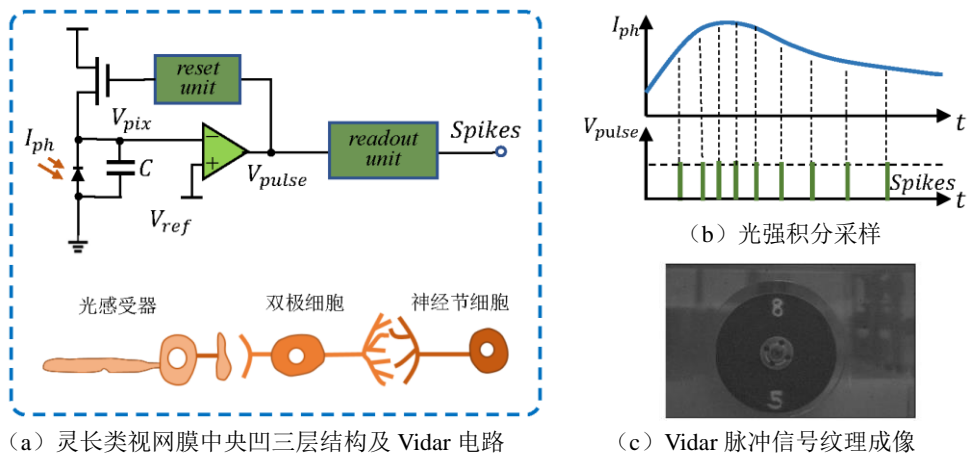 reset
unit
V_pix
I_ph
C
V_ref
V_pulse
readout
unit
Spikes
光感受器
双极细胞
神经节细胞
（a）灵长类视网膜中央凹三层结构及 Vidar 电路
I_ph
t
V_pulse
Spikes
t
（b）光强积分采样
8
5
（c）Vidar 脉冲信号纹理成像